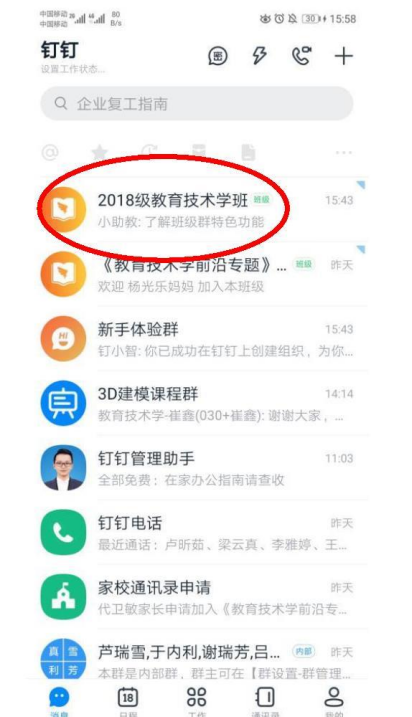 中国移动 80
中国移动 B/s 30 15:58
钉钉
设置工作状态...
企业复工指南
2018级教育技术学班 班级 15:43
小助教: 了解班级群特色功能
《教育技术学前沿专题》... 班级 昨天
欢迎 杨光乐妈妈 加入本班级
新手体验群 15:43
钉小智: 你已成功在钉钉上创建组织，为你...
3D建模课程群 14:14
教育技术学-崔鑫(030+崔鑫): 谢谢大家，...
钉钉管理助手 11:03
全部免费：在家办公指南请查收
钉钉电话 昨天
最近通话：卢昕茹、梁云真、李雅婷、王...
家校通讯录申请 昨天
代卫敏家长申请加入《教育技术学前沿专...
真 雪
利 芳
芦瑞雪,于内利,谢瑞芳,吕... 内部 昨天
本群是内部群，群主可在【群设置-群管理...
18
消息 日程 工作 通讯录 我的